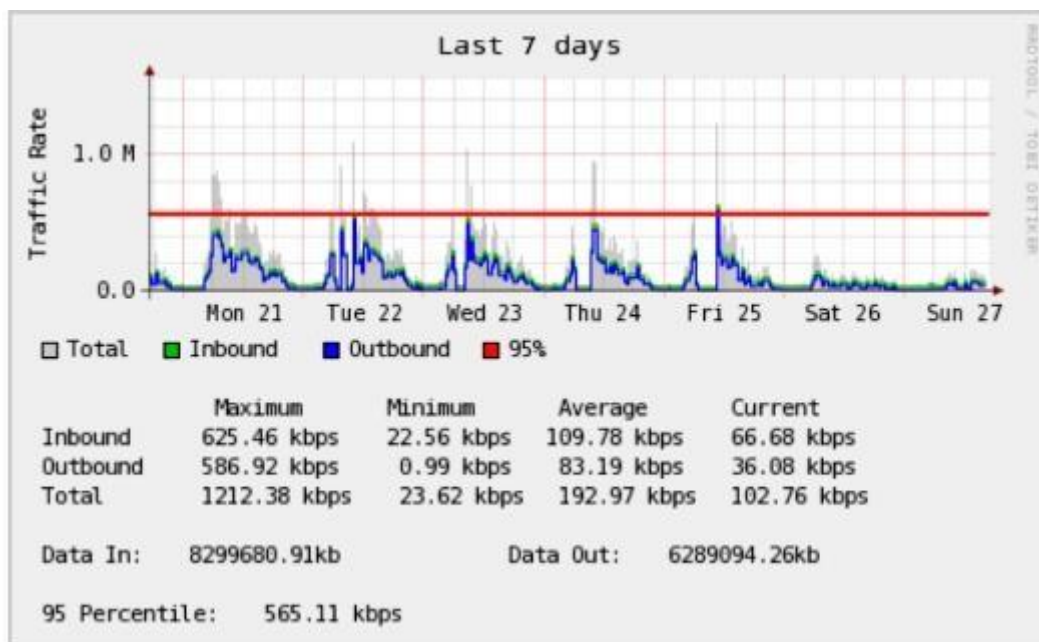 Last 7 days
RRDTOOL / TOBI OETIKER
Traffic Rate
1.0 M
0.0
Mon 21 Tue 22 Wed 23 Thu 24 Fri 25 Sat 26 Sun 27
Total Inbound Outbound 95%
Maximum Minimum Average Current
Inbound 625.46 kbps 22.56 kbps 109.78 kbps 66.68 kbps
Outbound 586.92 kbps 0.99 kbps 83.19 kbps 36.08 kbps
Total 1212.38 kbps 23.62 kbps 192.97 kbps 102.76 kbps
Data In: 8299680.91kb Data Out: 6289094.26kb
95 Percentile: 565.11 kbps